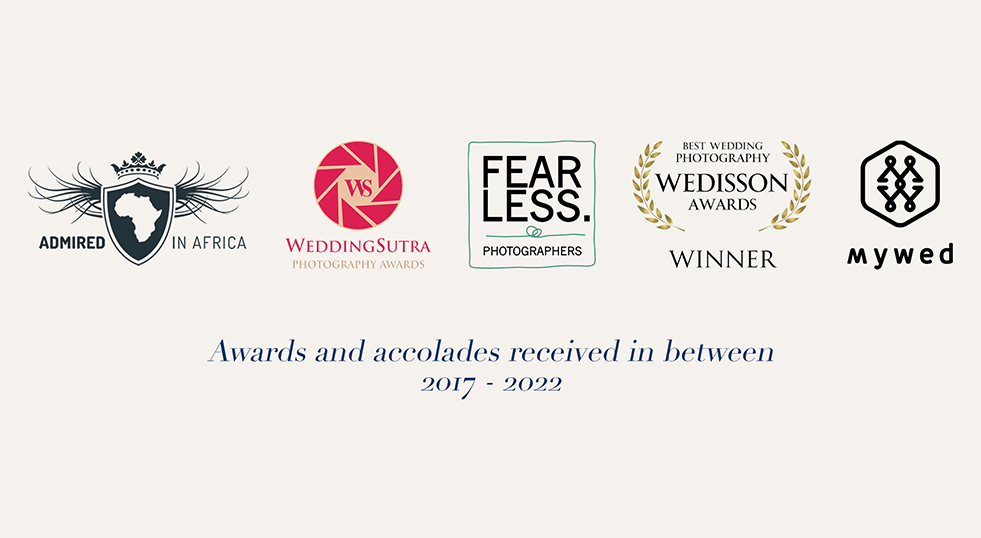 ADMIRED IN AFRICA
WS
WEDDINGSUTRA
PHOTOGRAPHY AWARDS
FEAR
LESS.
PHOTOGRAPHERS
BEST WEDDING
PHOTOGRAPHY
WEDISSON
AWARDS
WINNER
mywed
Awards and accolades received in between
2017 - 2022